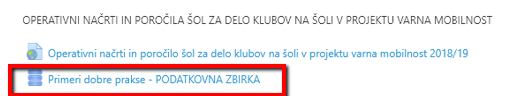 OPERATIVNI NAČRTI IN POROČILA ŠOL ZA DELO KLUBOV NA ŠOLI V PROJEKTU VARNA MOBILNOST
Operativni načrti in poročilo šol za delo klubov na šoli v projektu varna mobilnost 2018/19
Primeri dobre prakse - PODATKOVNA ZBIRKA